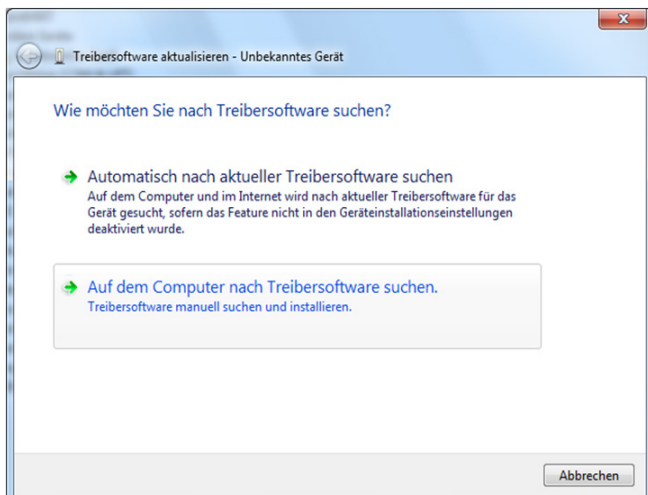 Treibersoftware aktualisieren - Unbekanntes Gerät
Wie möchten Sie nach Treibersoftware suchen?
Automatisch nach aktueller Treibersoftware suchen
Auf dem Computer und im Internet wird nach aktueller Treibersoftware für das
Gerät gesucht, sofern das Feature nicht in den Geräteinstallationseinstellungen
deaktiviert wurde.
Auf dem Computer nach Treibersoftware suchen.
Treibersoftware manuell suchen und installieren.
Abbrechen